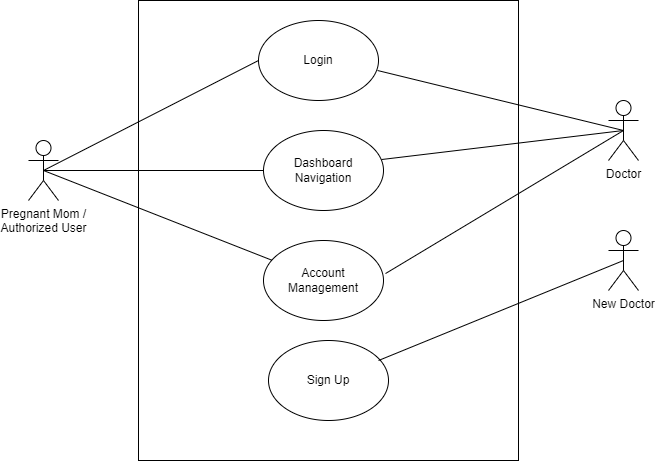 Login
Dashboard
Navigation
Doctor
Pregnant Mom /
Authorized User
Account
Management
New Doctor
Sign Up